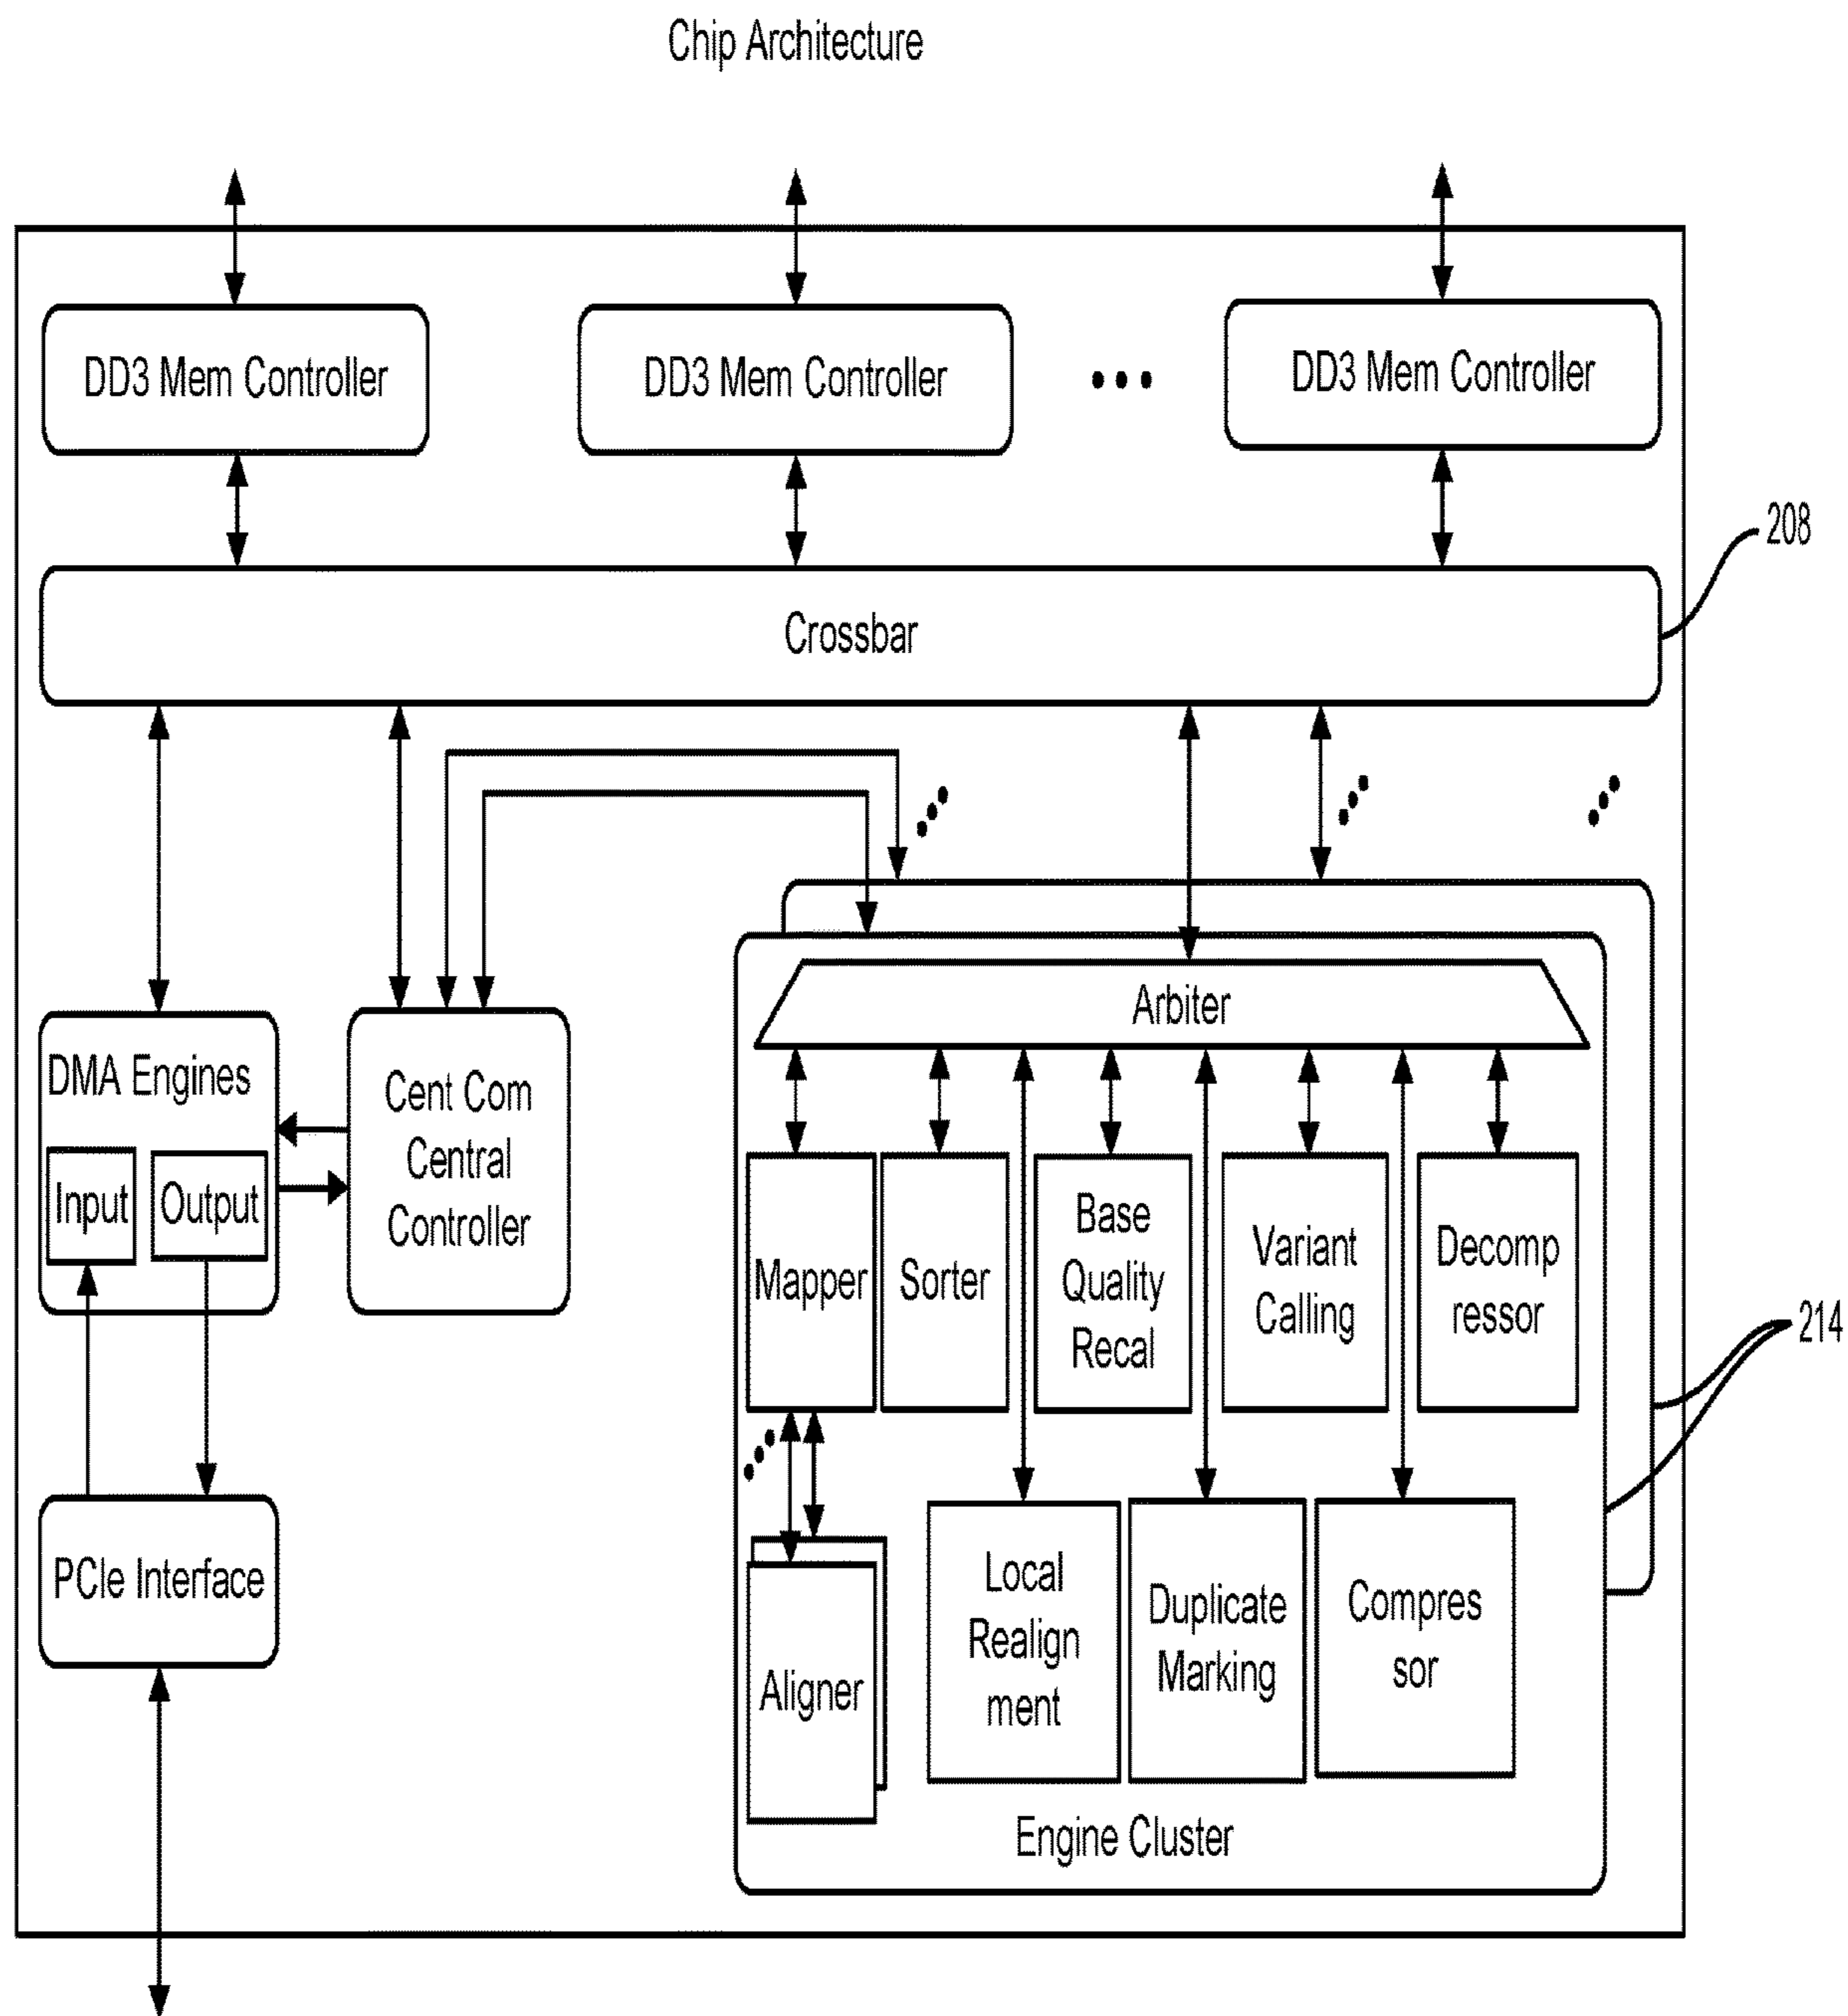 Chip Architecture
DD3 Mem Controller
DD3 Mem Controller
DD3 Mem Controller
208
Crossbar
Arbiter
DMA Engines
Input
Output
Cent Com
Central
Controller
Mapper
Sorter
Base
Quality
Recal
Variant
Calling
Decomp
ressor
214
PCIe Interface
Aligner
Local
Realign
ment
Duplicate
Marking
Compres
sor
Engine Cluster